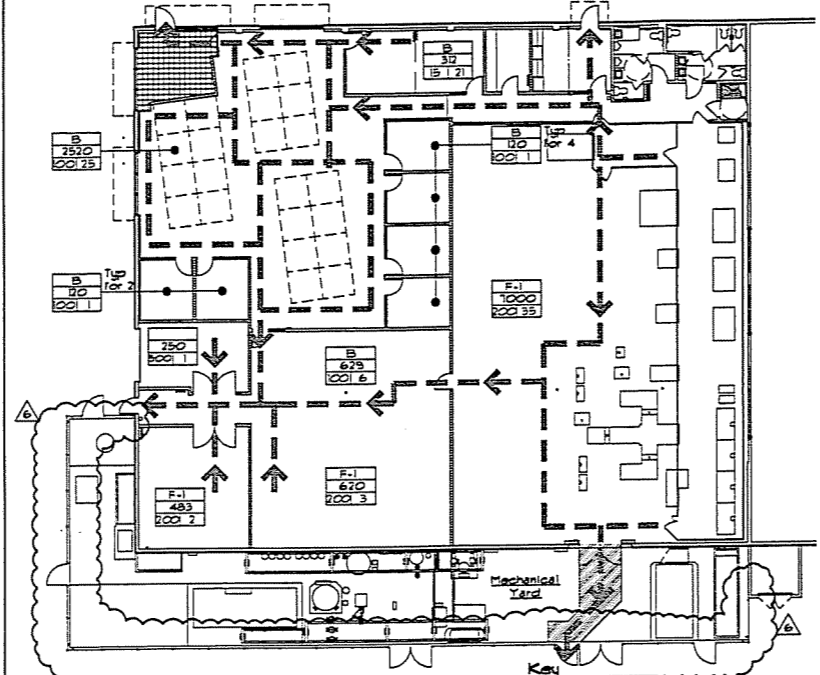 B
312
15 | 21
B
2520
100 | 25
B
120
100 | 1
Typ
for 4
B
120
100 | 1
Typ
for 2
F-1
7000
200 | 35
250
300 | 1
B
629
100 | 6
6
F-1
620
200 | 3
F-1
483
200 | 2
Mechanical
Yard
6
Key